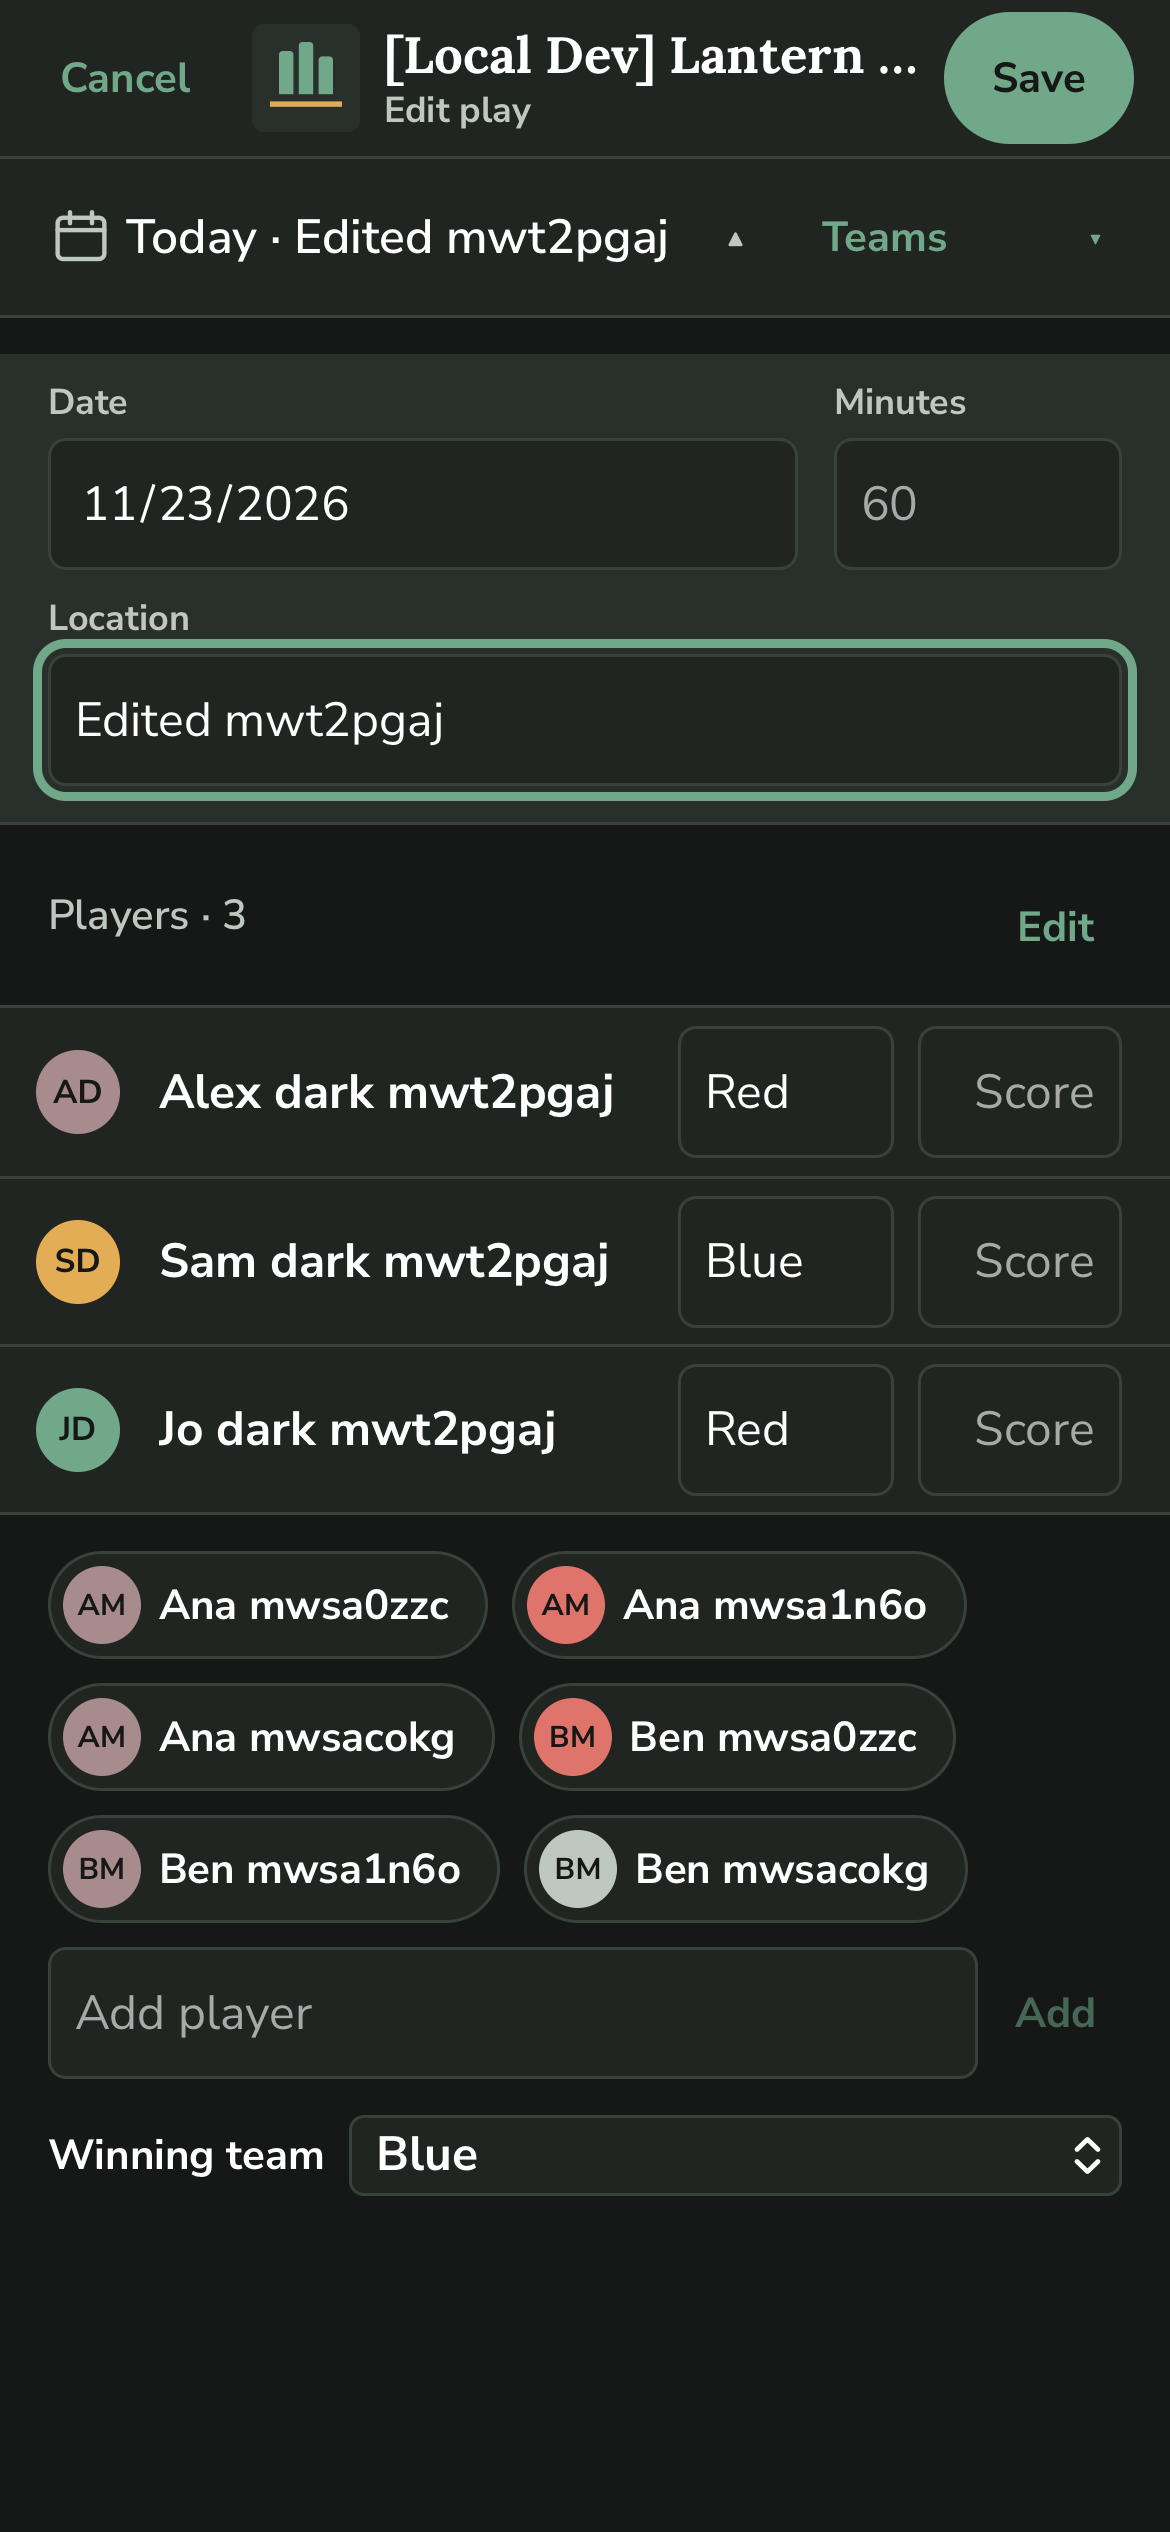 Cancel
[Local Dev] Lantern ...
Edit play
Save
Today · Edited mwt2pgaj
Teams
Date
Minutes
11/23/2026
60
Location
Edited mwt2pgaj
Players · 3
Edit
AD Alex dark mwt2pgaj Red Score
SD Sam dark mwt2pgaj Blue Score
JD Jo dark mwt2pgaj Red Score
AM Ana mwsa0zzc
AM Ana mwsa1n6o
AM Ana mwsacokg
BM Ben mwsa0zzc
BM Ben mwsa1n6o
BM Ben mwsacokg
Add player
Add
Winning team Blue